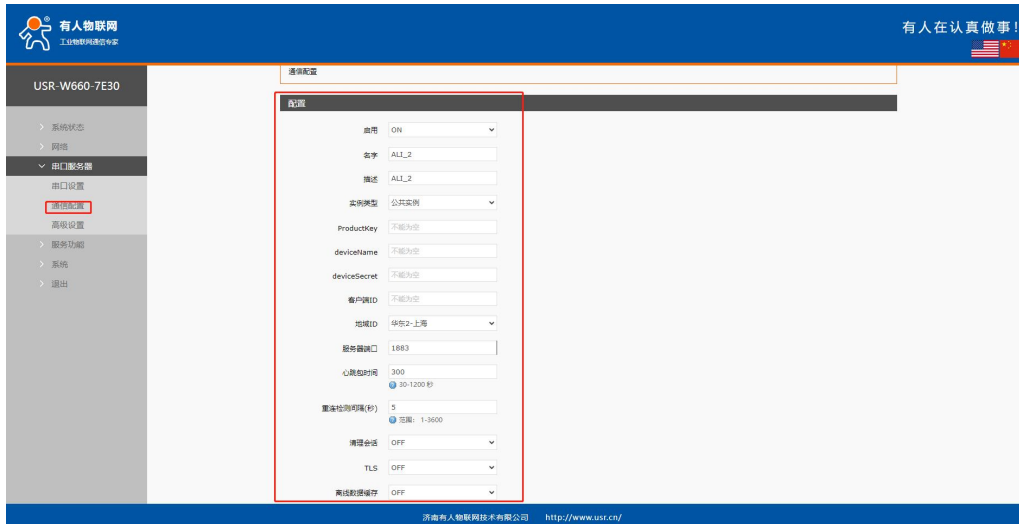 有人物联网
工业物联网通信专家
有人在认真做事!
USR-W660-7E30
系统状态
网络
串口服务器
串口设置
通信配置
高级设置
服务功能
系统
退出
通信配置
配置
启用 ON
名字 ALI_2
描述 ALI_2
实例类型 公共实例
ProductKey 不能为空
deviceName 不能为空
deviceSecret 不能为空
客户端ID 不能为空
地域ID 华东2-上海
服务器端口 1883
心跳包时间 300
30-1200 秒
重连检测间隔(秒) 5
范围: 1-3600
清理会话 OFF
TLS OFF
离线数据缓存 OFF
济南有人物联网技术有限公司 http://www.usr.cn/